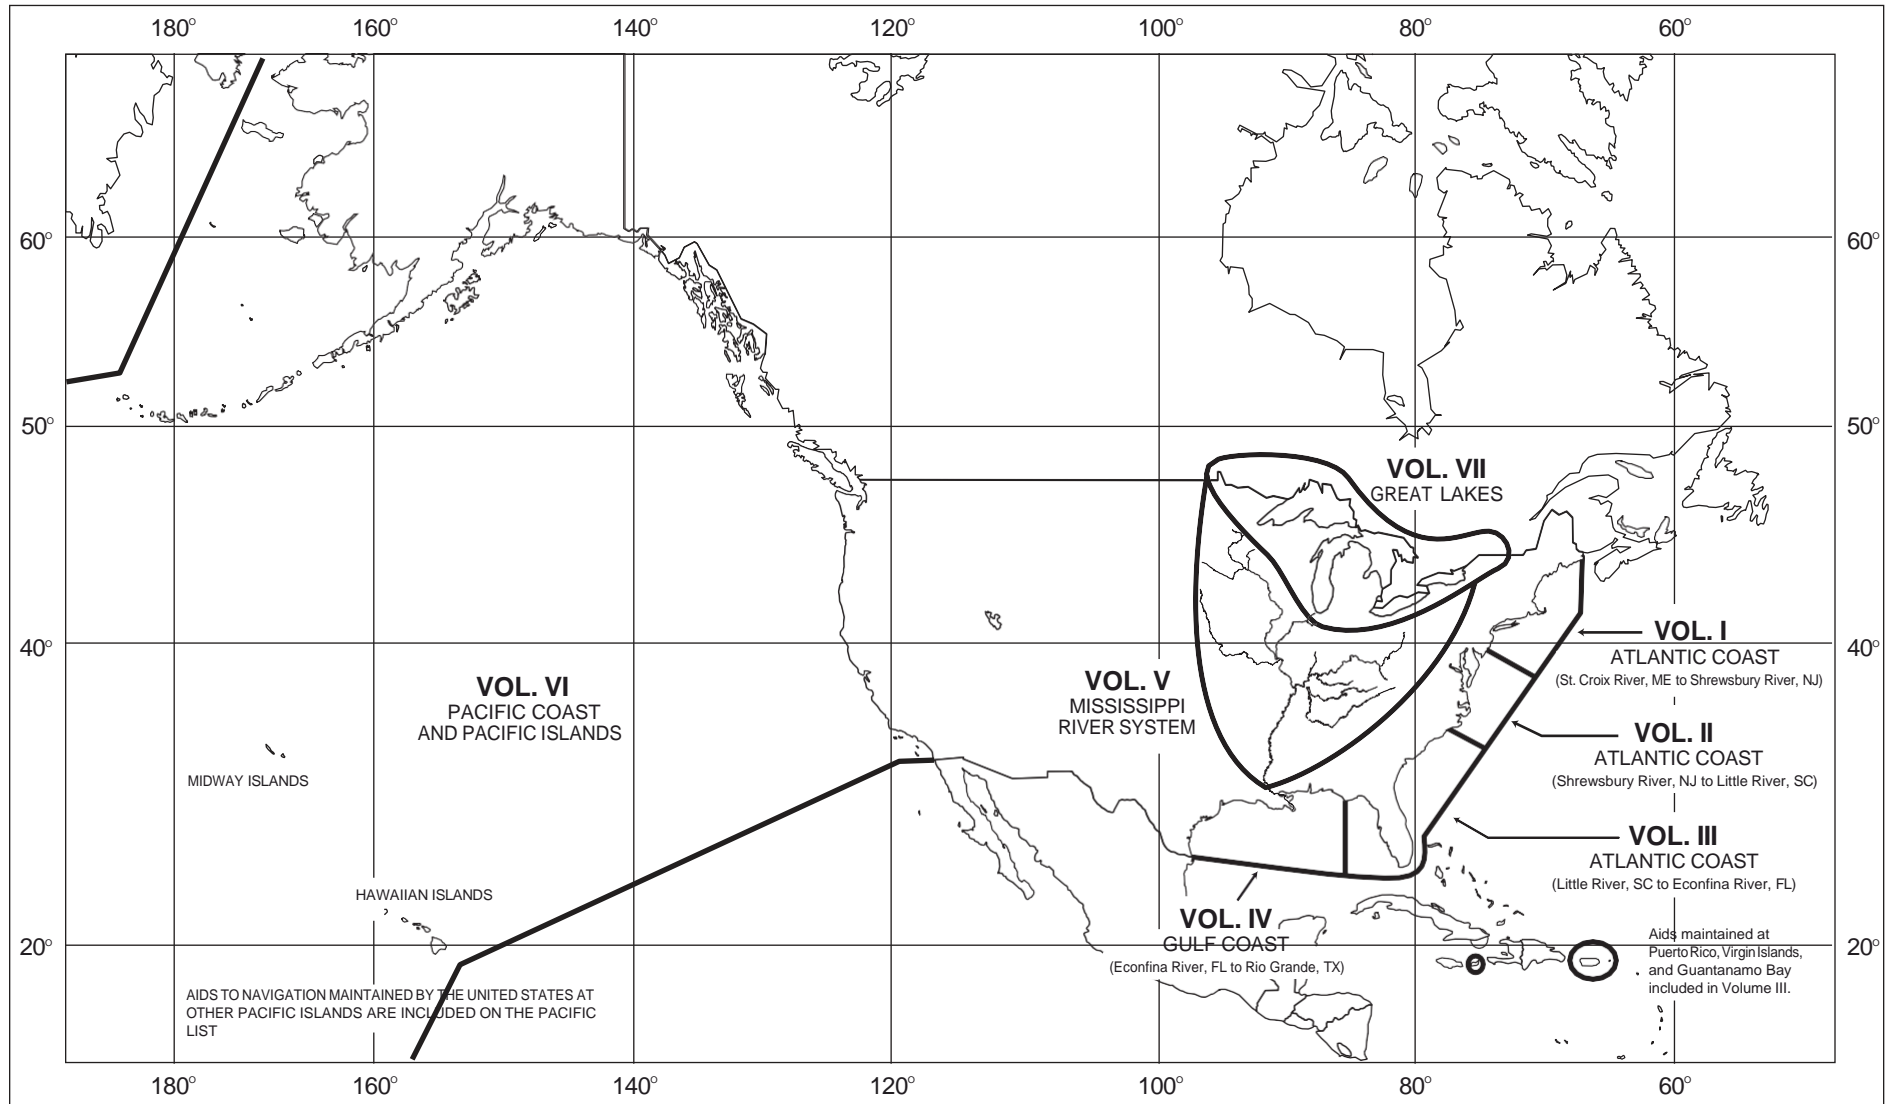 180° 160° 140° 120° 100° 80° 60°
60° 60°
50° 50°
VOL. VII
GREAT LAKES
VOL. I
ATLANTIC COAST
(St. Croix River, ME to Shrewsbury River, NJ)
40° 40°
VOL. VI
PACIFIC COAST
AND PACIFIC ISLANDS
VOL. V
MISSISSIPPI
RIVER SYSTEM
VOL. II
ATLANTIC COAST
(Shrewsbury River, NJ to Little River, SC)
MIDWAY ISLANDS
VOL. III
ATLANTIC COAST
(Little River, SC to Econfina River, FL)
HAWAIIAN ISLANDS
VOL. IV
GULF COAST
(Econfina River, FL to Rio Grande, TX)
20° 20°
Aids maintained at
Puerto Rico, Virgin Islands,
and Guantanamo Bay
included in Volume III.
AIDS TO NAVIGATION MAINTAINED BY THE UNITED STATES AT
OTHER PACIFIC ISLANDS ARE INCLUDED ON THE PACIFIC
LIST
180° 160° 140° 120° 100° 80° 60°